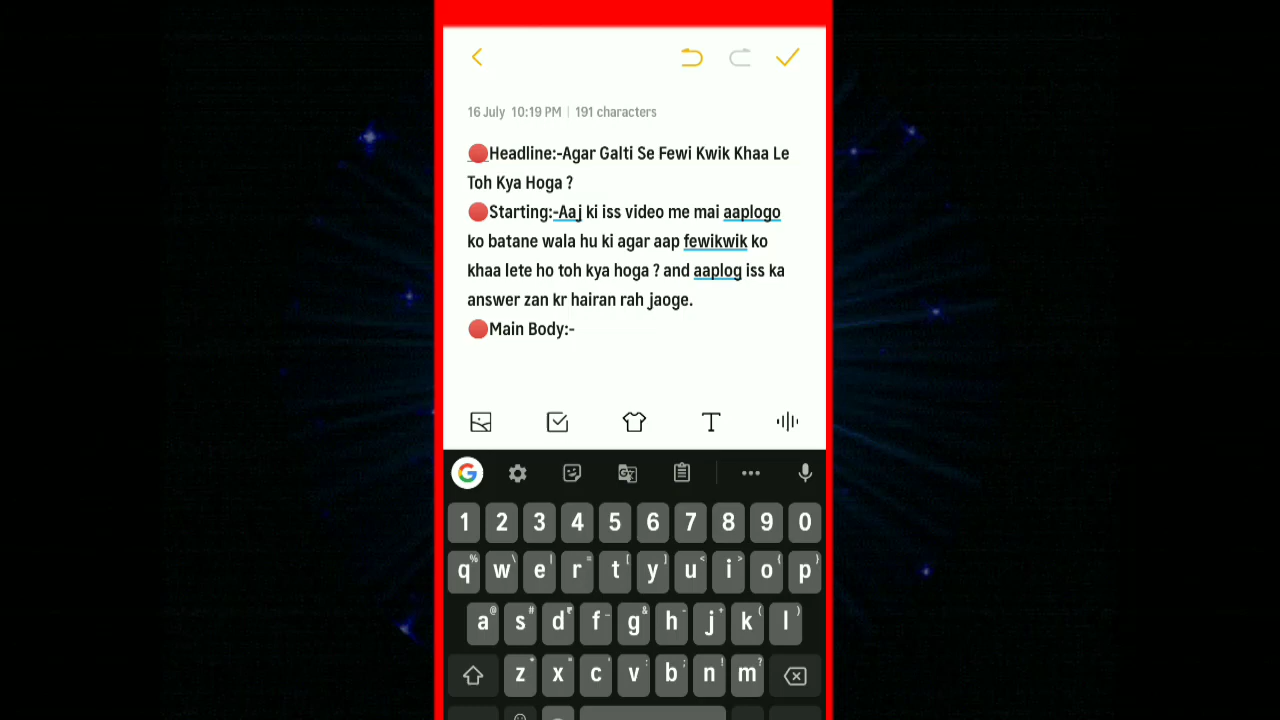 16 July 10:19 PM | 191 characters
🔴Headline:-Agar Galti Se Fewi Kwik Khaa Le
Toh Kya Hoga ?
🔴Starting:-Aaj ki iss video me mai aaplogo
ko batane wala hu ki agar aap fewikwik ko
khaa lete ho toh kya hoga ? and aaplog iss ka
answer zan kr hairan rah jaoge.
🔴Main Body:-
1 2 3 4 5 6 7 8 9 0
q w e r t y u i o p
a s d f g h j k l
z x c v b n m